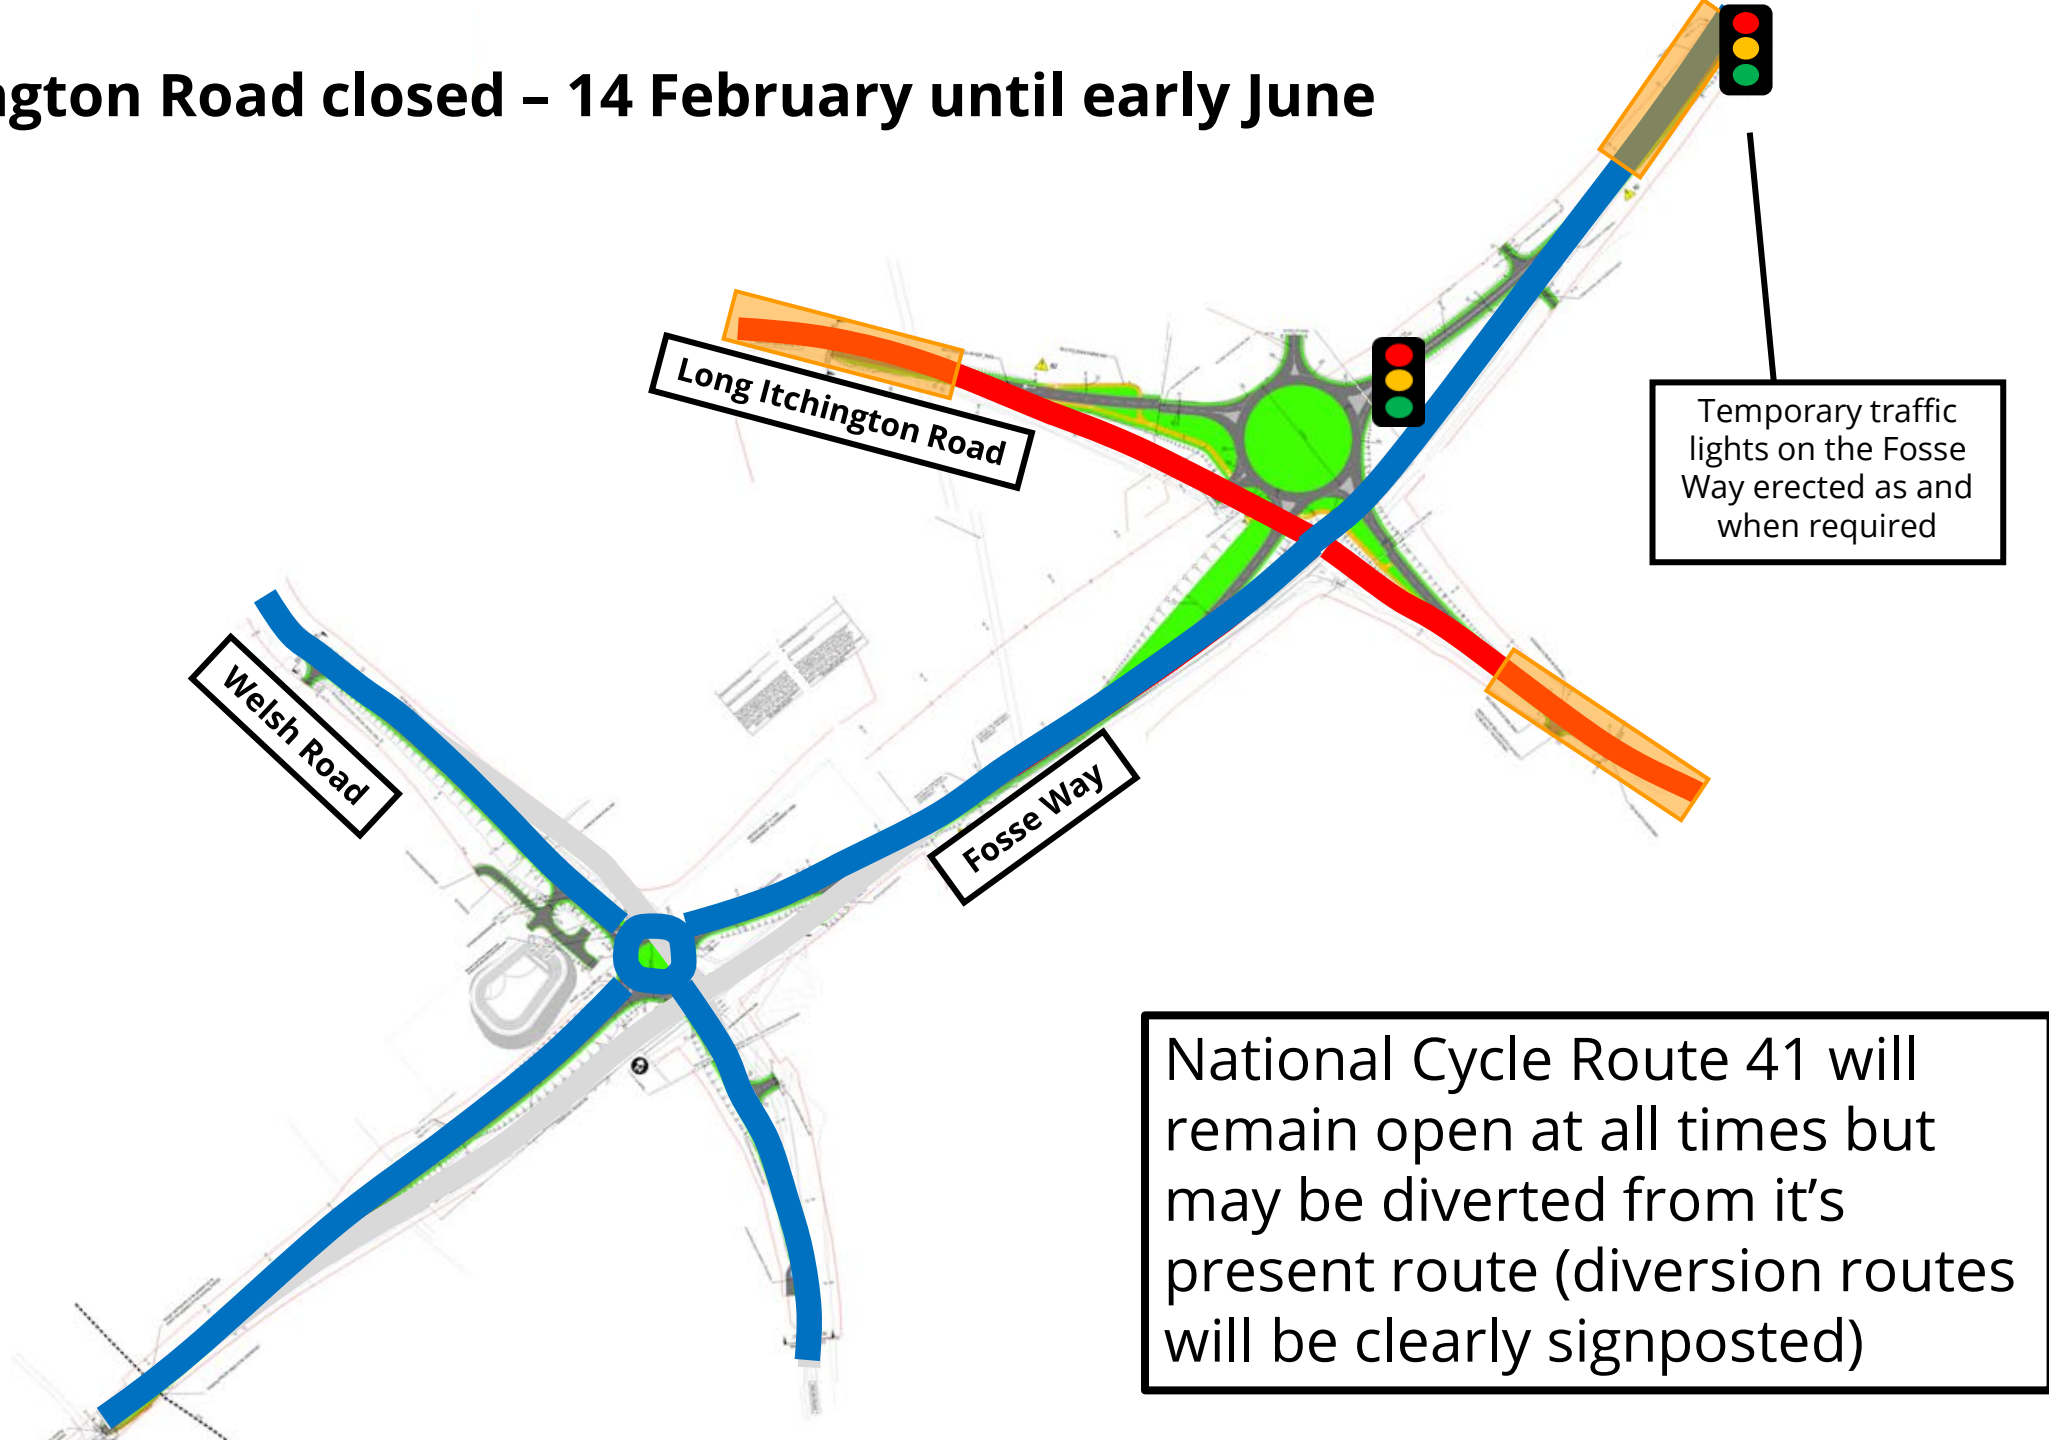 ngton Road closed – 14 February until early June
Long Itchington Road
Temporary traffic
lights on the Fosse
Way erected as and
when required
Welsh Road
Fosse Way
National Cycle Route 41 will
remain open at all times but
may be diverted from it’s
present route (diversion routes
will be clearly signposted)